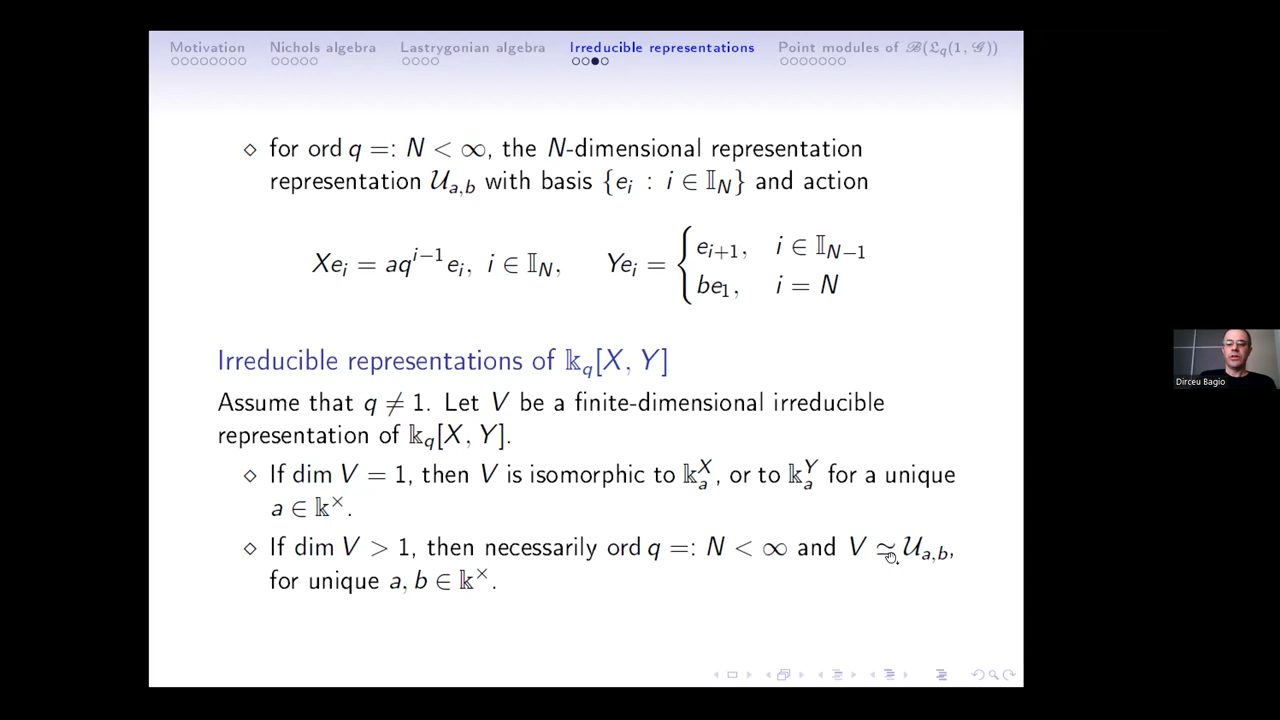 Motivation Nichols algebra Lastrygonian algebra Irreducible representations Point modules of ℬ(𝔏_q(1, 𝒢))
◇ for ord q =: N < ∞, the N-dimensional representation
representation 𝒰_{a,b} with basis {e_i : i ∈ 𝕀_N} and action
Xe_i = aq^{i−1}e_i, i ∈ 𝕀_N, Ye_i = { e_{i+1}, i ∈ 𝕀_{N−1}
be_1, i = N
Irreducible representations of 𝕜_q[X, Y]
Assume that q ≠ 1. Let V be a finite-dimensional irreducible
representation of 𝕜_q[X, Y].
◇ If dim V = 1, then V is isomorphic to 𝕜_a^X, or to 𝕜_a^Y for a unique
a ∈ 𝕜^×.
◇ If dim V > 1, then necessarily ord q =: N < ∞ and V ≃ 𝒰_{a,b},
for unique a, b ∈ 𝕜^×.
Dirceu Bagio